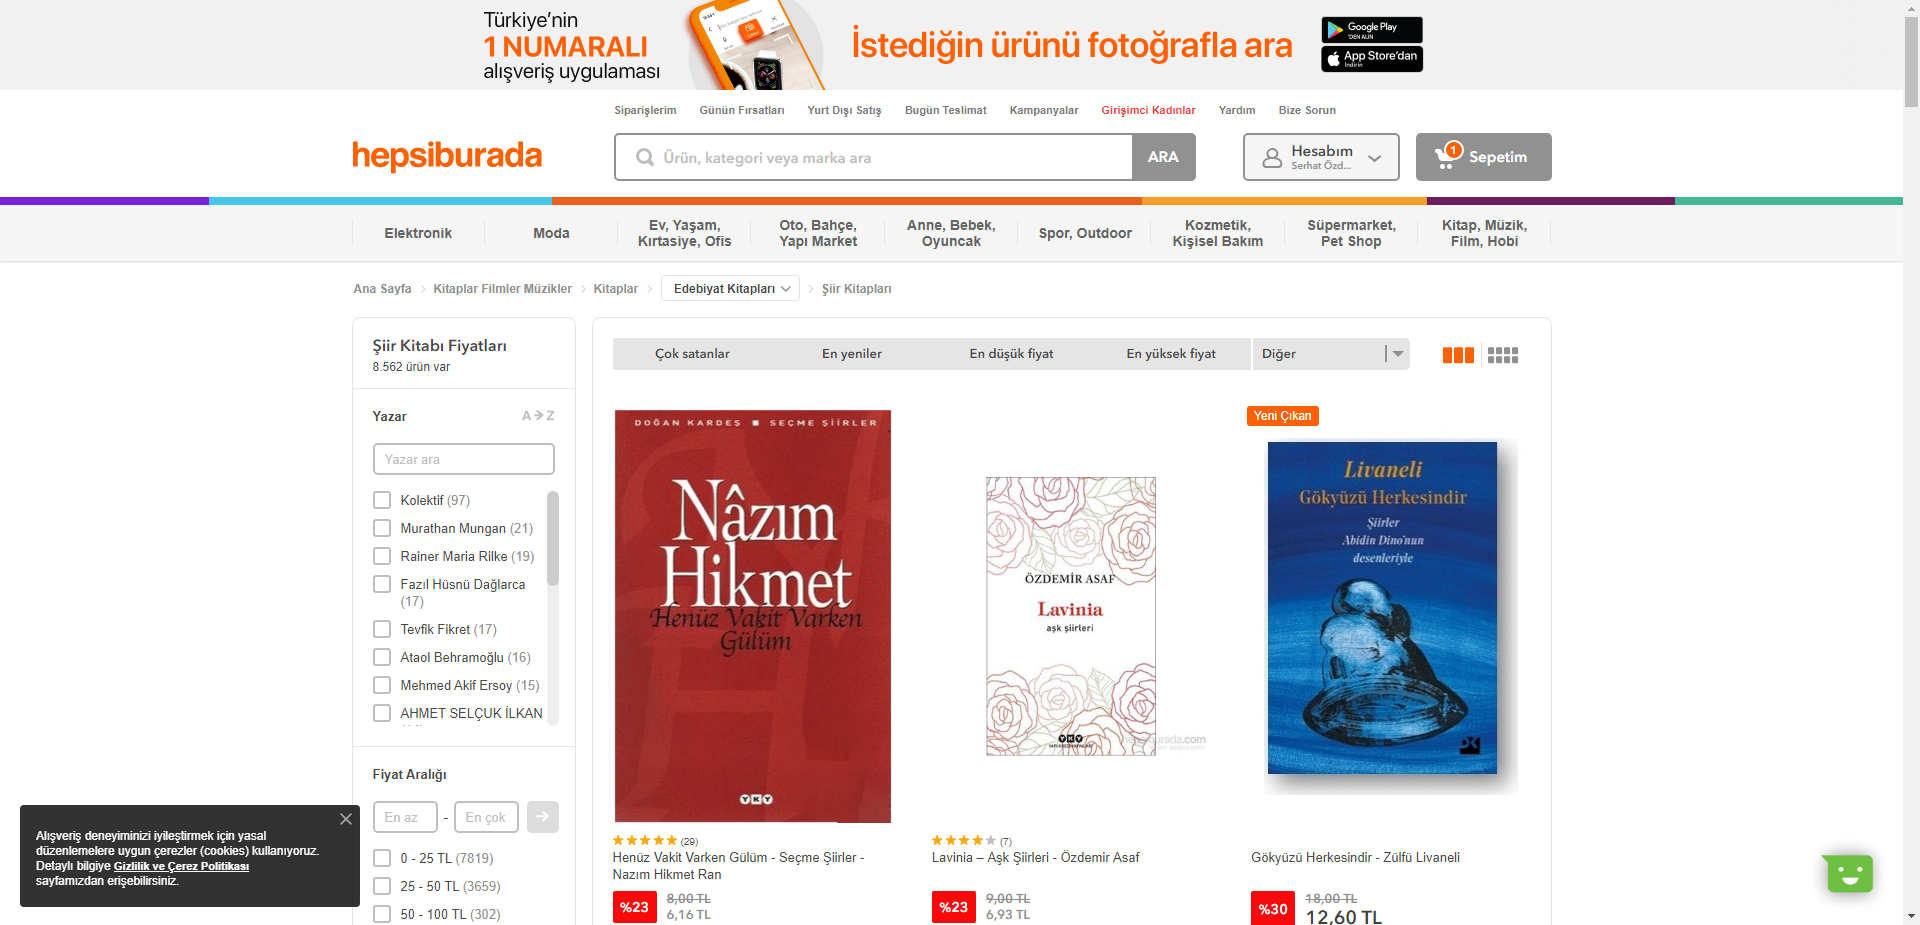 Türkiye'nin
1 NUMARALI
alışveriş uygulaması
İstediğin ürünü fotoğrafla ara
Google Play
'DEN ALIN
App Store'dan
İndirin
Siparişlerim
Günün Fırsatları
Yurt Dışı Satış
Bugün Teslimat
Kampanyalar
Girişimci Kadınlar
Yardım
Bize Sorun
hepsiburada
Ürün, kategori veya marka ara
ARA
Hesabım
Serhat Özd...
1
Sepetim
Elektronik
Moda
Ev, Yaşam,
Kırtasiye, Ofis
Oto, Bahçe,
Yapı Market
Anne, Bebek,
Oyuncak
Spor, Outdoor
Kozmetik,
Kişisel Bakım
Süpermarket,
Pet Shop
Kitap, Müzik,
Film, Hobi
Ana Sayfa
Kitaplar Filmler Müzikler
Kitaplar
Edebiyat Kitapları
Şiir Kitapları
Şiir Kitabı Fiyatları
8.562 ürün var
Yazar
A Z
Yazar ara
Kolektif (97)
Murathan Mungan (21)
Rainer Maria Rilke (19)
Fazıl Hüsnü Dağlarca
(17)
Tevfik Fikret (17)
Ataol Behramoğlu (16)
Mehmed Akif Ersoy (15)
AHMET SELÇUK İLKAN
Fiyat Aralığı
En az - En çok
0 - 25 TL (7819)
25 - 50 TL (3659)
50 - 100 TL (302)
Alışveriş deneyiminizi iyileştirmek için yasal
düzenlemelere uygun çerezler (cookies) kullanıyoruz.
Detaylı bilgiye Gizlilik ve Çerez Politikası
sayfamızdan erişebilirsiniz.
Çok satanlar
En yeniler
En düşük fiyat
En yüksek fiyat
Diğer
DOĞAN KARDEŞ ■ SEÇME ŞİİRLER
Nâzım
Hikmet
Henüz Vakit Varken
Gülüm
YKY
(29)
Henüz Vakit Varken Gülüm - Seçme Şiirler -
Nazım Hikmet Ran
%23
8,00 TL
6,16 TL
ÖZDEMİR ASAF
Lavinia
aşk şiirleri
YKY
(7)
Lavinia – Aşk Şiirleri - Özdemir Asaf
%23
9,00 TL
6,93 TL
Yeni Çıkan
Livaneli
Gökyüzü Herkesindir
Şiirler
Abidin Dino'nun
desenleriyle
DK
Gökyüzü Herkesindir - Zülfü Livaneli
%30
18,00 TL
12,60 TL